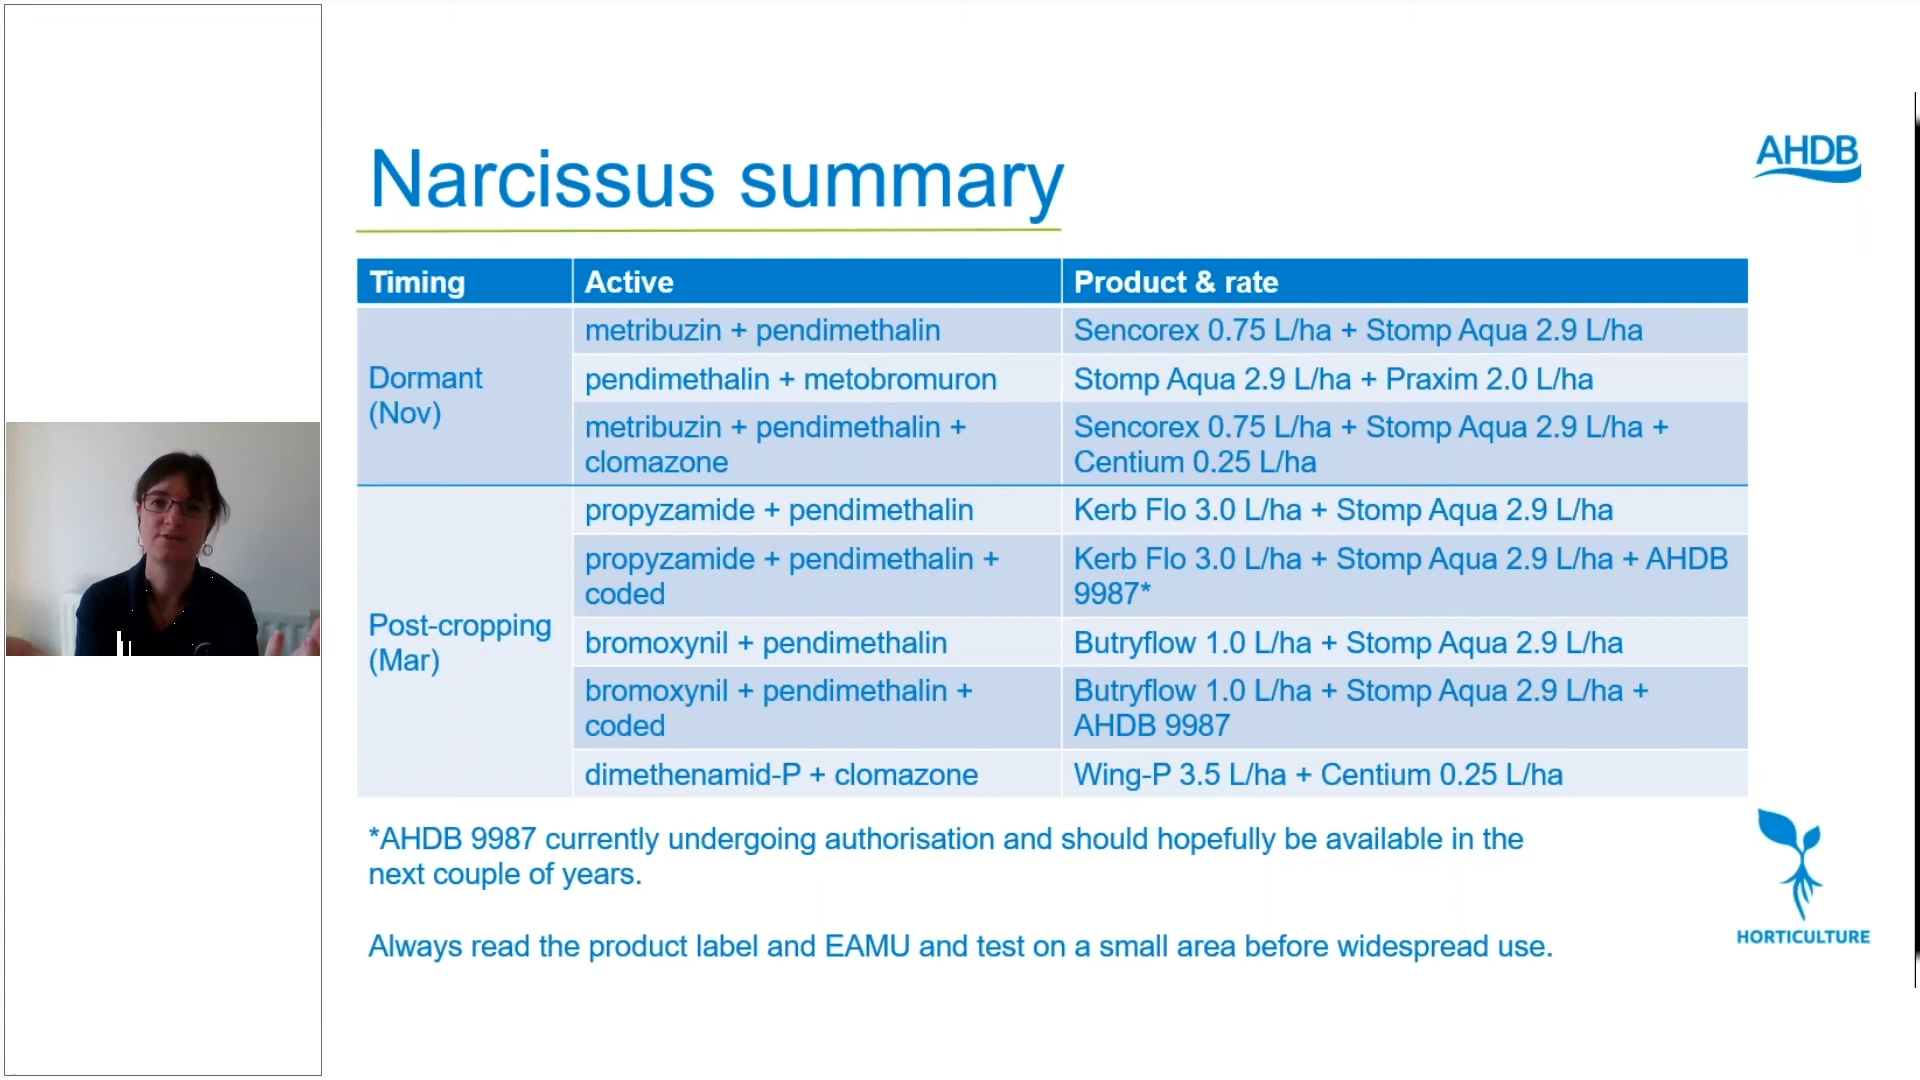 AHDB
Narcissus summary
Timing Active Product & rate
Dormant
(Nov)
metribuzin + pendimethalin Sencorex 0.75 L/ha + Stomp Aqua 2.9 L/ha
pendimethalin + metobromuron Stomp Aqua 2.9 L/ha + Praxim 2.0 L/ha
metribuzin + pendimethalin +
clomazone
Sencorex 0.75 L/ha + Stomp Aqua 2.9 L/ha +
Centium 0.25 L/ha
Post-cropping
(Mar)
propyzamide + pendimethalin Kerb Flo 3.0 L/ha + Stomp Aqua 2.9 L/ha
propyzamide + pendimethalin +
coded
Kerb Flo 3.0 L/ha + Stomp Aqua 2.9 L/ha + AHDB
9987*
bromoxynil + pendimethalin Butryflow 1.0 L/ha + Stomp Aqua 2.9 L/ha
bromoxynil + pendimethalin +
coded
Butryflow 1.0 L/ha + Stomp Aqua 2.9 L/ha +
AHDB 9987
dimethenamid-P + clomazone Wing-P 3.5 L/ha + Centium 0.25 L/ha
*AHDB 9987 currently undergoing authorisation and should hopefully be available in the
next couple of years.
Always read the product label and EAMU and test on a small area before widespread use.
HORTICULTURE